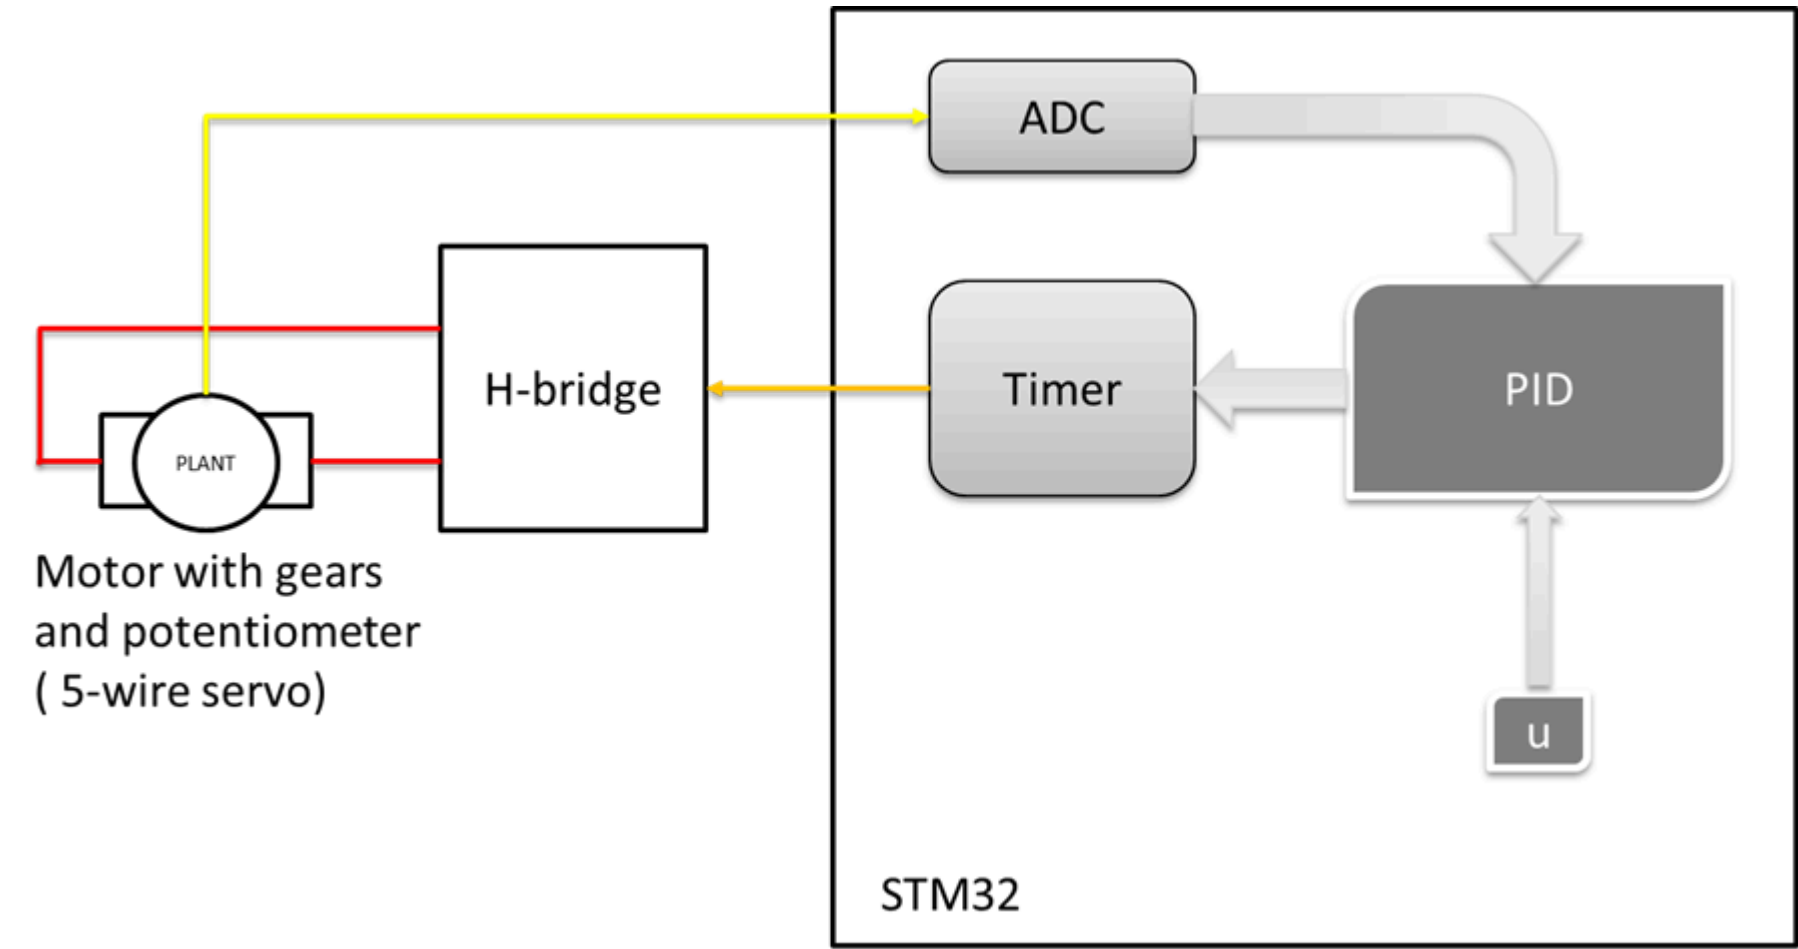 ADC
H-bridge
Timer
PID
PLANT
Motor with gears
and potentiometer
( 5-wire servo)
u
STM32